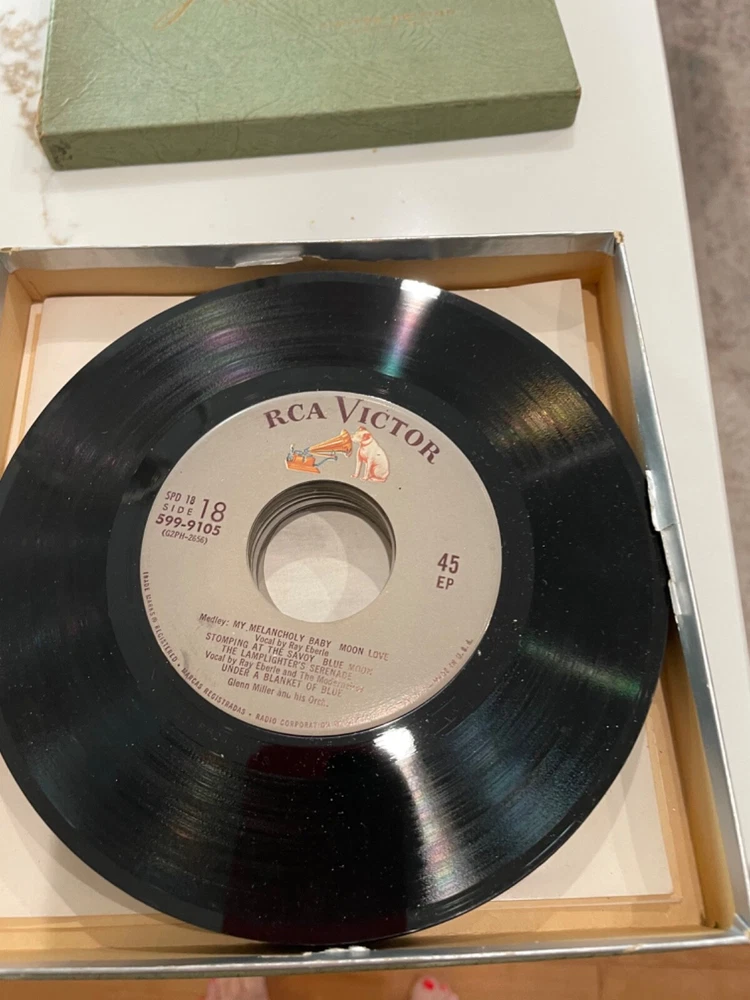 RCA VICTOR
SPD 18
SIDE 18
599-9105
(G2PH-2656)
45
EP
Medley: MY MELANCHOLY BABY MOON LOVE
Vocal by Ray Eberle
STOMPING AT THE SAVOY BLUE MOON
THE LAMPLIGHTER'S SERENADE
Vocal by Ray Eberle and The Modernaires
UNDER A BLANKET OF BLUE
Glenn Miller and his Orch.
TRADE MARKS ® REGISTERED • MARCAS REGISTRADAS • RADIO CORPORATION
MADE IN U.S.A.